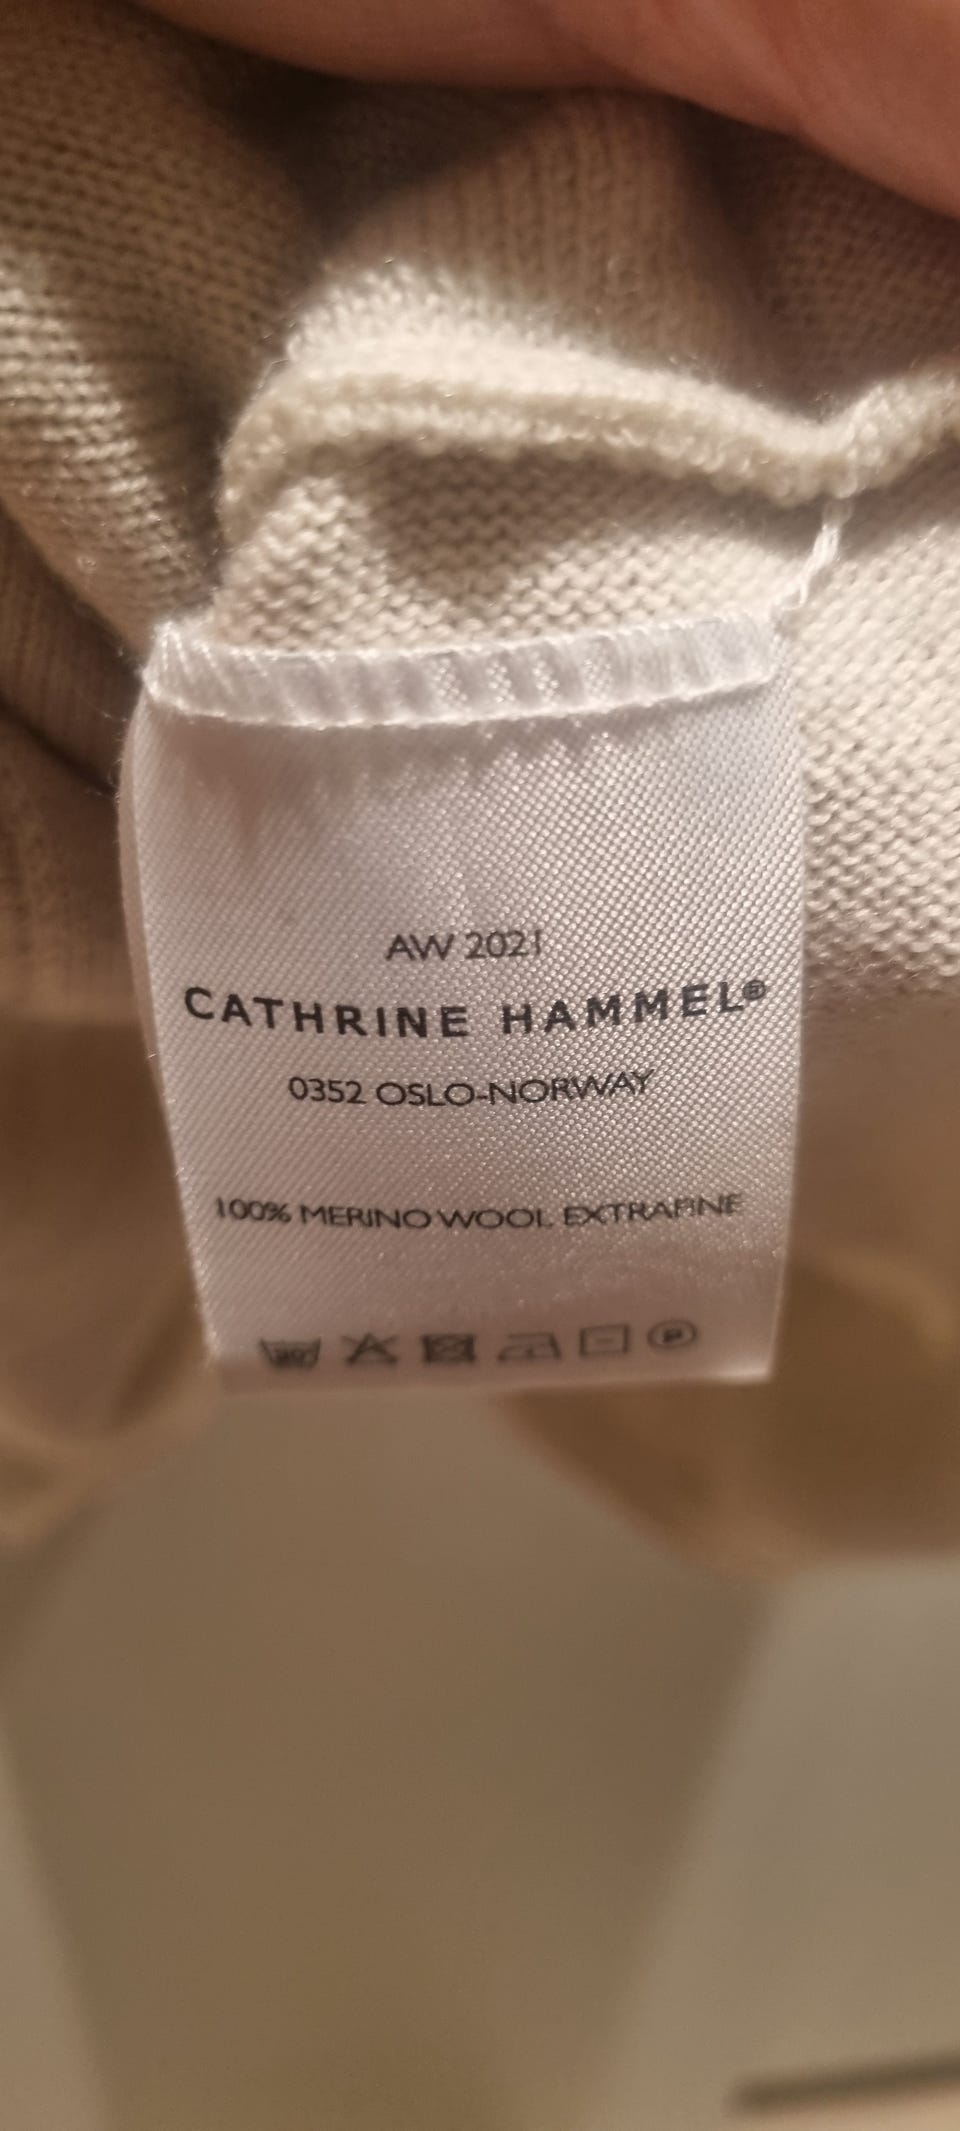 AW 2021
CATHRINE HAMMEL®
0352 OSLO-NORWAY
100% MERINO WOOL EXTRAFINE
P